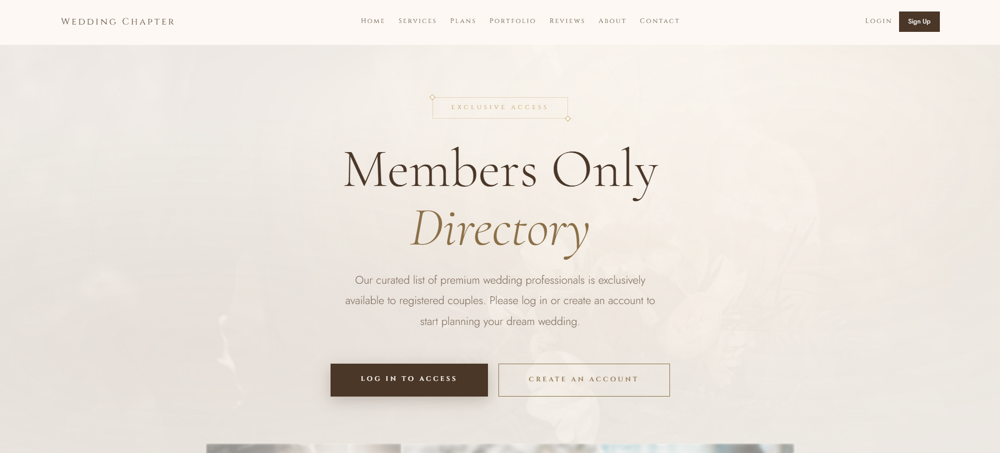 Wedding Chapter
Home Services Plans Portfolio Reviews About Contact
Login Sign Up
EXCLUSIVE ACCESS
Members Only
Directory
Our curated list of premium wedding professionals is exclusively
available to registered couples. Please log in or create an account to
start planning your dream wedding.
LOG IN TO ACCESS
CREATE AN ACCOUNT